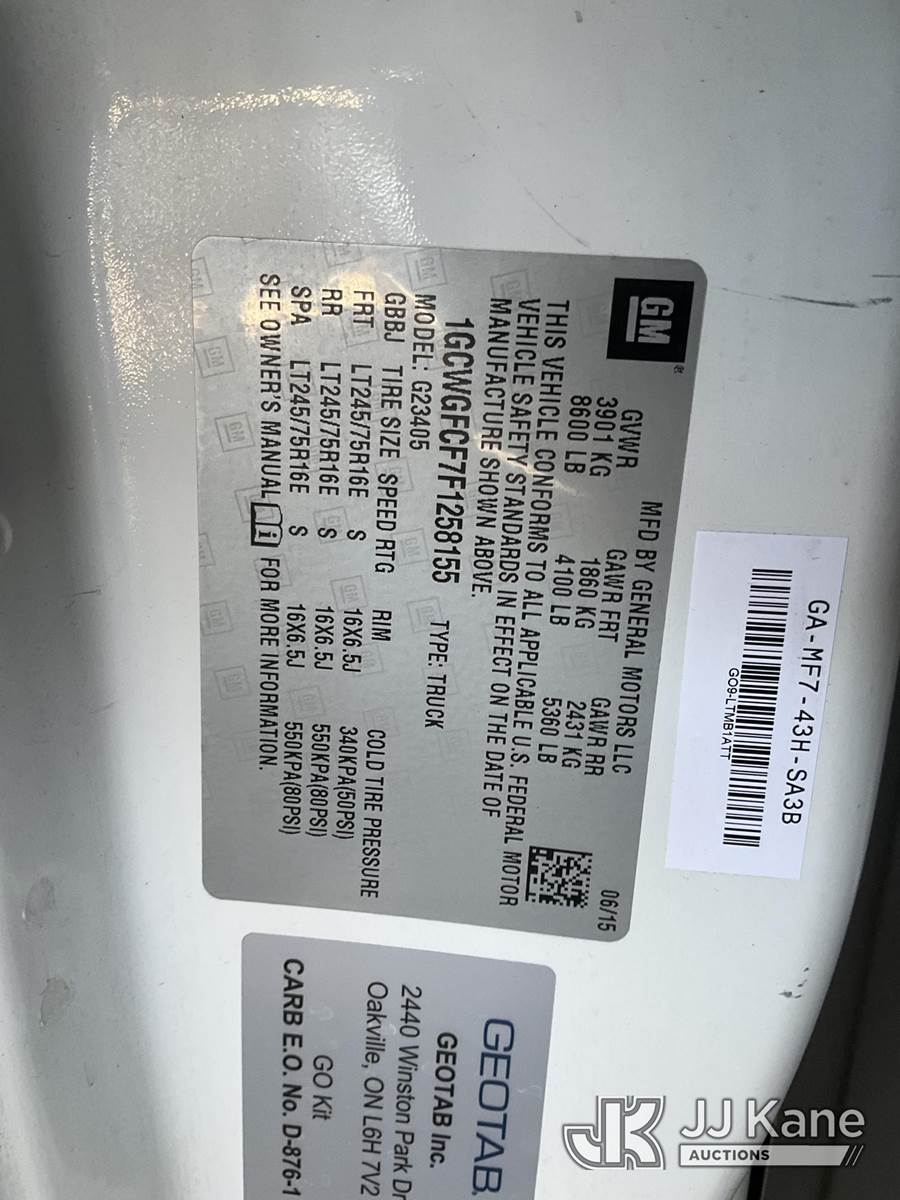 GM
®
MFD BY GENERAL MOTORS LLC 06/15
GVWR GAWR FRT GAWR RR
3901 KG 1860 KG 2431 KG
8600 LB 4100 LB 5360 LB
THIS VEHICLE CONFORMS TO ALL APPLICABLE U.S. FEDERAL MOTOR
VEHICLE SAFETY STANDARDS IN EFFECT ON THE DATE OF
MANUFACTURE SHOWN ABOVE.
1GCWGFCF7F1258155 TYPE: TRUCK
MODEL: G23405
GBBJ TIRE SIZE SPEED RTG RIM COLD TIRE PRESSURE
FRT LT245/75R16E S 16X6.5J 340KPA(50PSI)
RR LT245/75R16E S 16X6.5J 550KPA(80PSI)
SPA LT245/75R16E S 16X6.5J 550KPA(80PSI)
SEE OWNER'S MANUAL FOR MORE INFORMATION.
GA-MF7-43H-SA3B
GO9-LTMB1ATT
GEOTAB
GEOTAB Inc.
2440 Winston Park Dr
Oakville, ON L6H 7V2
GO Kit
CARB E.O. No. D-876-1
JK JJ Kane
AUCTIONS